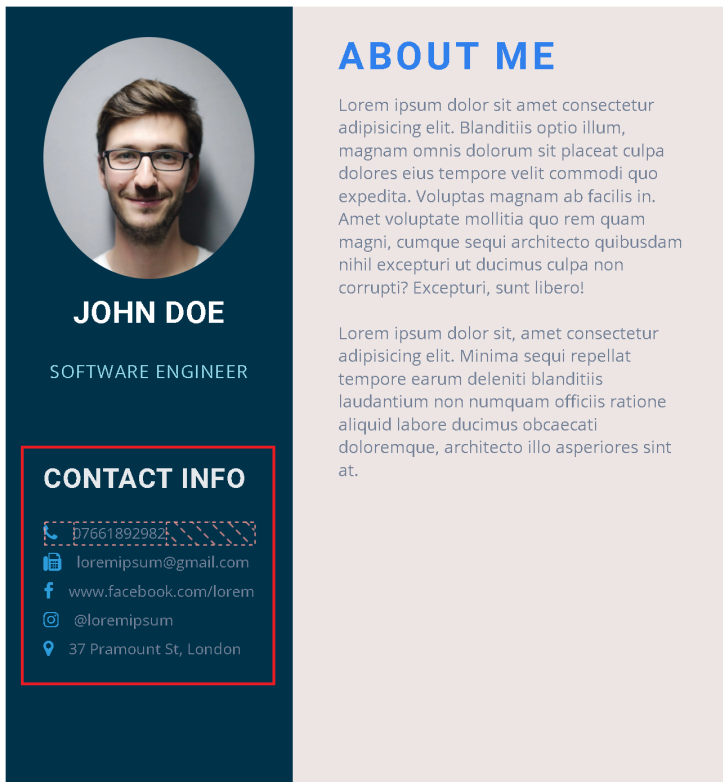 JOHN DOE
SOFTWARE ENGINEER
CONTACT INFO
07661892982
loremipsum@gmail.com
www.facebook.com/lorem
@loremipsum
37 Pramount St, London
ABOUT ME
Lorem ipsum dolor sit amet consectetur
adipisicing elit. Blanditiis optio illum,
magnam omnis dolorum sit placeat culpa
dolores eius tempore velit commodi quo
expedita. Voluptas magnam ab facilis in.
Amet voluptate mollitia quo rem quam
magni, cumque sequi architecto quibusdam
nihil excepturi ut ducimus culpa non
corrupti? Excepturi, sunt libero!
Lorem ipsum dolor sit, amet consectetur
adipisicing elit. Minima sequi repellat
tempore earum deleniti blanditiis
laudantium non numquam officiis ratione
aliquid labore ducimus obcaecati
doloremque, architecto illo asperiores sint
at.